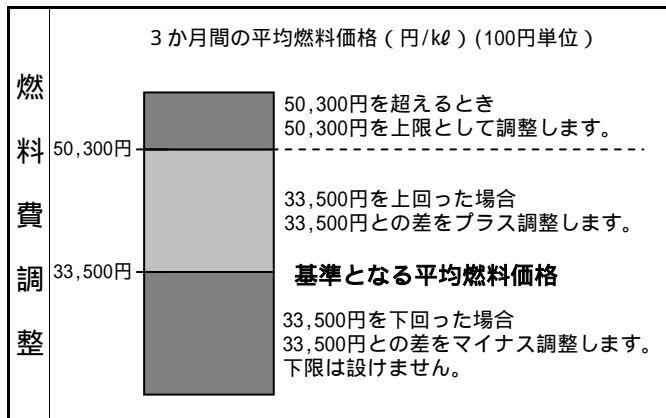 燃料費調整
3か月間の平均燃料価格(円/kℓ)(100円単位)
50,300円を超えるとき
50,300円を上限として調整します。
50,300円
33,500円を上回った場合
33,500円との差をプラス調整します。
33,500円
基準となる平均燃料価格
33,500円を下回った場合
33,500円との差をマイナス調整します。
下限は設けません。